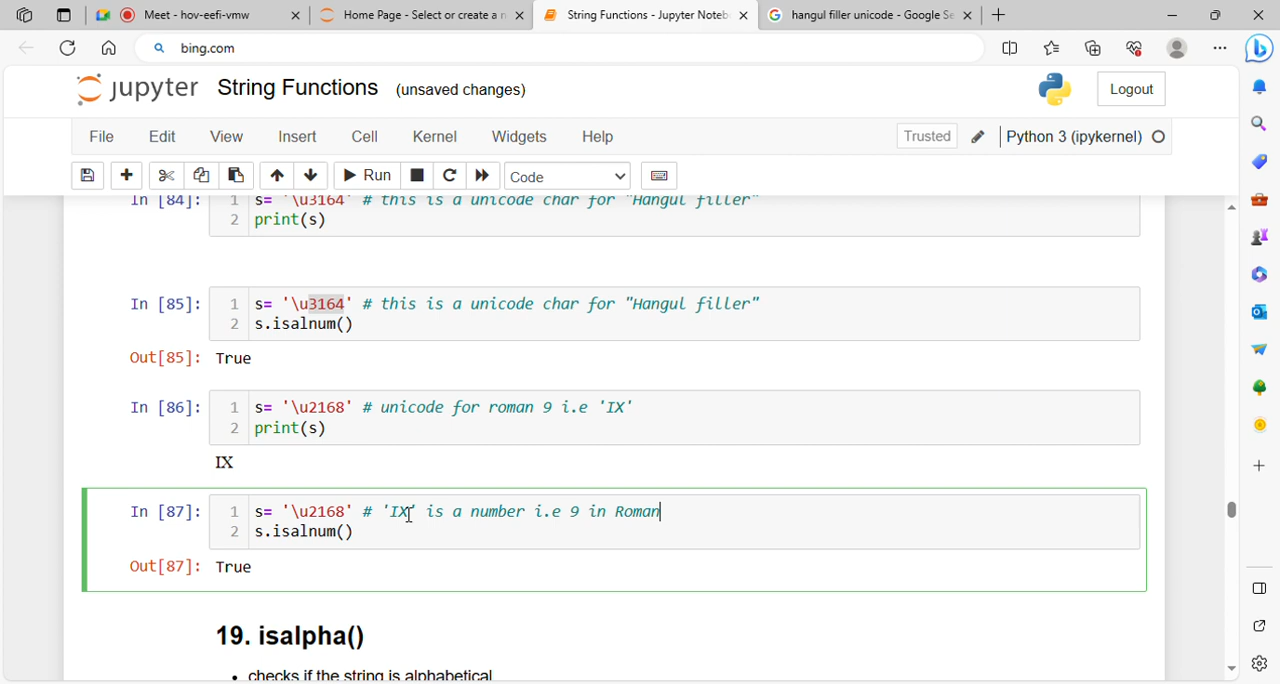 Meet - hov-eefi-vmw
Home Page - Select or create a n
String Functions - Jupyter Noteb
hangul filler unicode - Google Se
bing.com
jupyter String Functions (unsaved changes)
Logout
File Edit View Insert Cell Kernel Widgets Help
Trusted
Python 3 (ipykernel)
Run
Code
In [84]: 1 s= '\u3164' # this is a unicode char for "Hangul filler"
2 print(s)
In [85]: 1 s= '\u3164' # this is a unicode char for "Hangul filler"
2 s.isalnum()
Out[85]: True
In [86]: 1 s= '\u2168' # unicode for roman 9 i.e 'IX'
2 print(s)
Ⅸ
In [87]: 1 s= '\u2168' # 'IX' is a number i.e 9 in Roman
2 s.isalnum()
Out[87]: True
19. isalpha()
• checks if the string is alphabetical